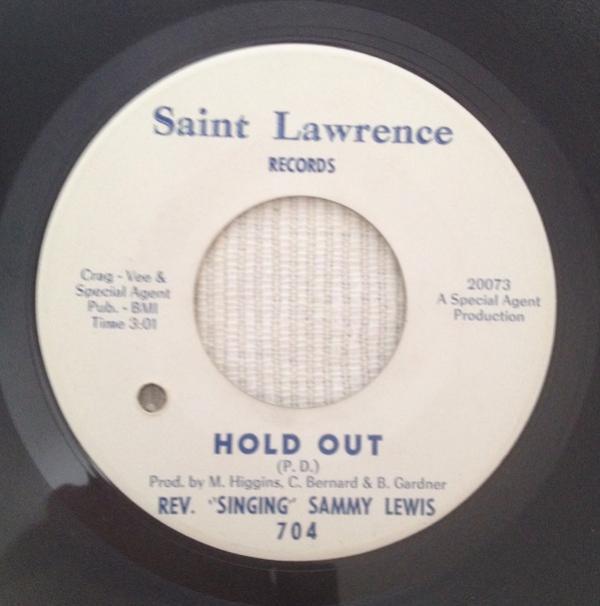 Saint Lawrence
RECORDS
Crag - Vee &
Special Agent
Pub. - BMI
Time 3:01
20073
A Special Agent
Production
HOLD OUT
(P. D.)
Prod. by M. Higgins, C. Bernard & B. Gardner
REV. "SINGING" SAMMY LEWIS
704